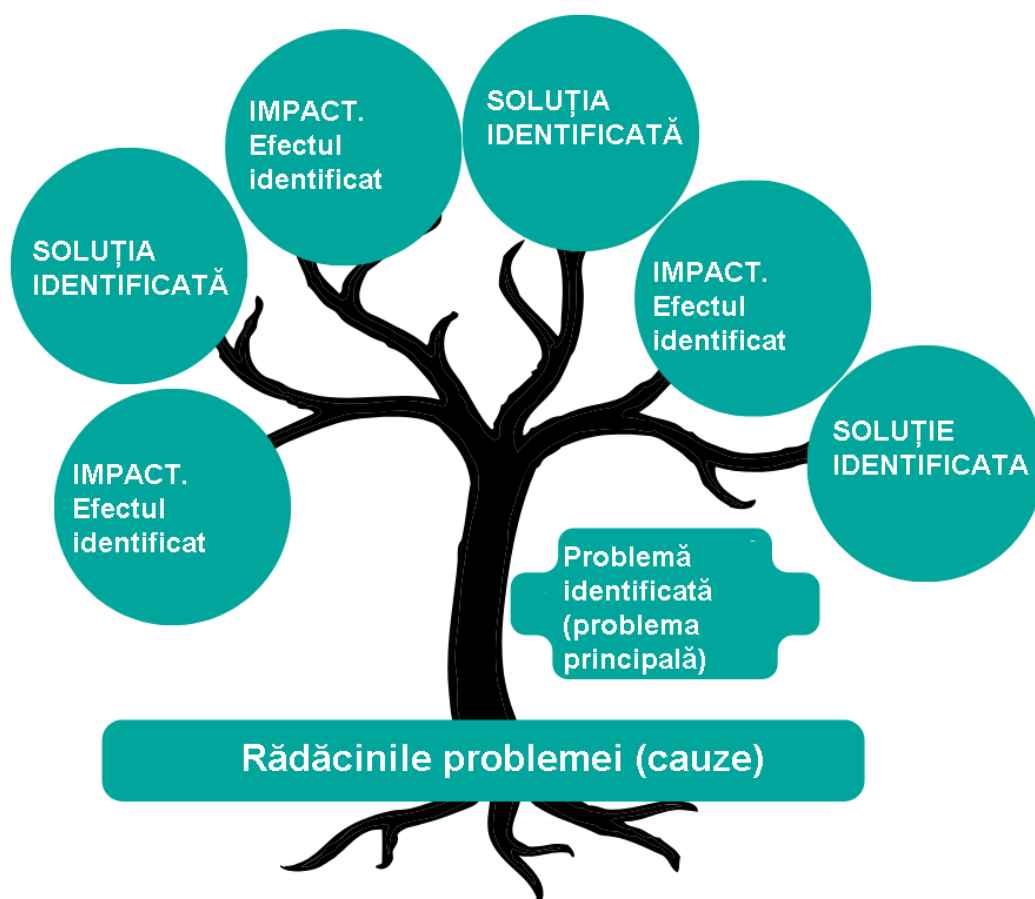 IMPACT.
Efectul
identificat
SOLUȚIA
IDENTIFICATĂ
SOLUȚIA
IDENTIFICATĂ
IMPACT.
Efectul
identificat
IMPACT.
Efectul
identificat
SOLUȚIE
IDENTIFICATA
Problemă
identificată
(problema
principală)
Rădăcinile problemei (cauze)